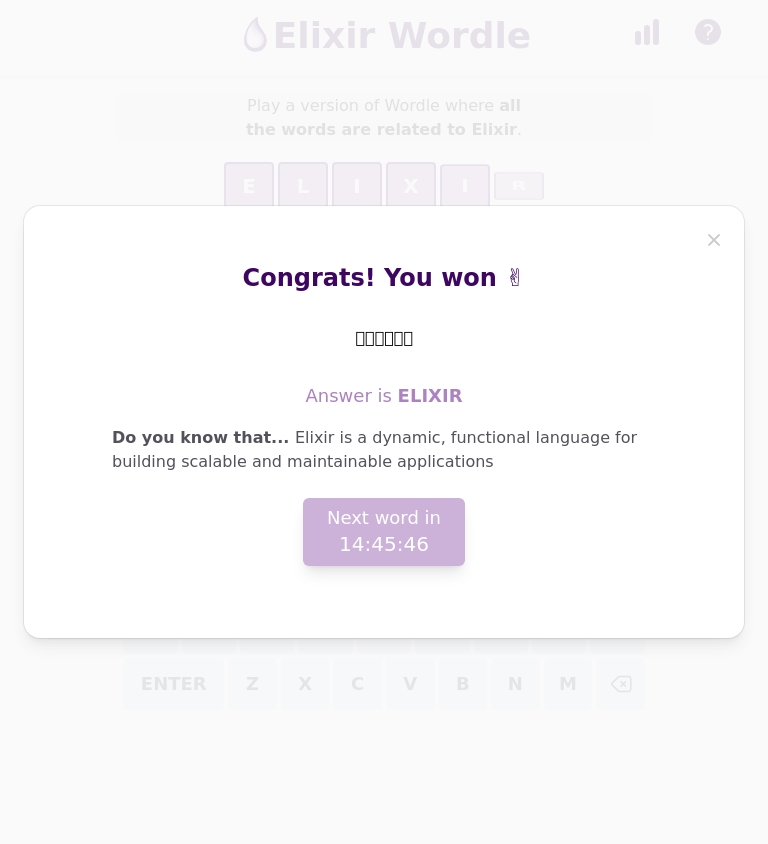 Elixir Wordle
Play a version of Wordle where all
the words are related to Elixir.
E L I X I R
Congrats! You won ✌
Answer is ELIXIR
Do you know that... Elixir is a dynamic, functional language for
building scalable and maintainable applications
Next word in
14:45:46
ENTER Z X C V B N M